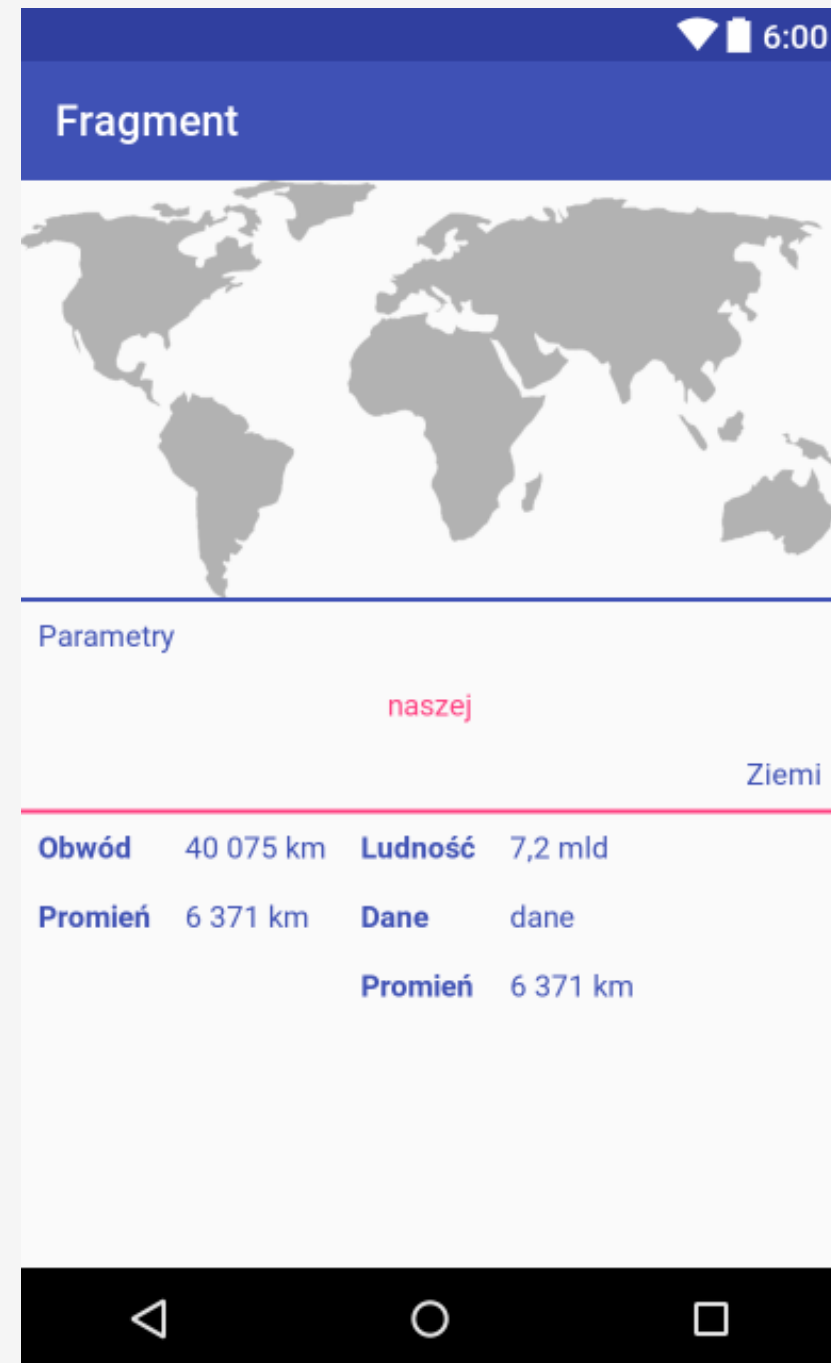 6:00
Fragment
Parametry
naszej
Ziemi
Obwód 40 075 km Ludność 7,2 mld
Promień 6 371 km Dane dane
Promień 6 371 km